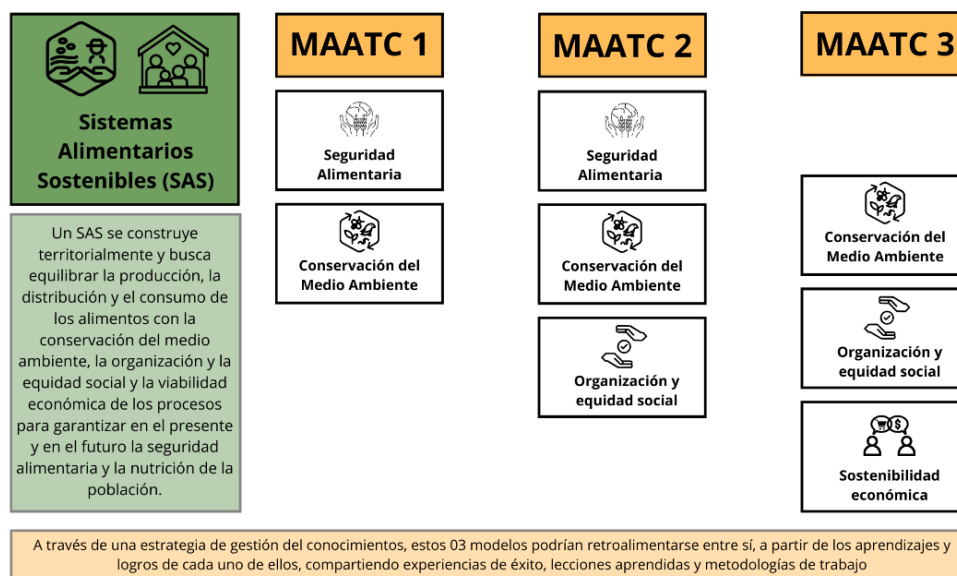 Sistemas
Alimentarios
Sostenibles (SAS)
Un SAS se construye
territorialmente y busca
equilibrar la producción, la
distribución y el consumo de
los alimentos con la
conservación del medio
ambiente, la organización y la
equidad social y la viabilidad
económica de los procesos
para garantizar en el presente
y en el futuro la seguridad
alimentaria y la nutrición de la
población.
MAATC 1
Seguridad
Alimentaria
Conservación del
Medio Ambiente
MAATC 2
Seguridad
Alimentaria
Conservación del
Medio Ambiente
Organización y
equidad social
MAATC 3
Conservación del
Medio Ambiente
Organización y
equidad social
Sostenibilidad
económica
A través de una estrategia de gestión del conocimientos, estos 03 modelos podrían retroalimentarse entre sí, a partir de los aprendizajes y
logros de cada uno de ellos, compartiendo experiencias de éxito, lecciones aprendidas y metodologías de trabajo